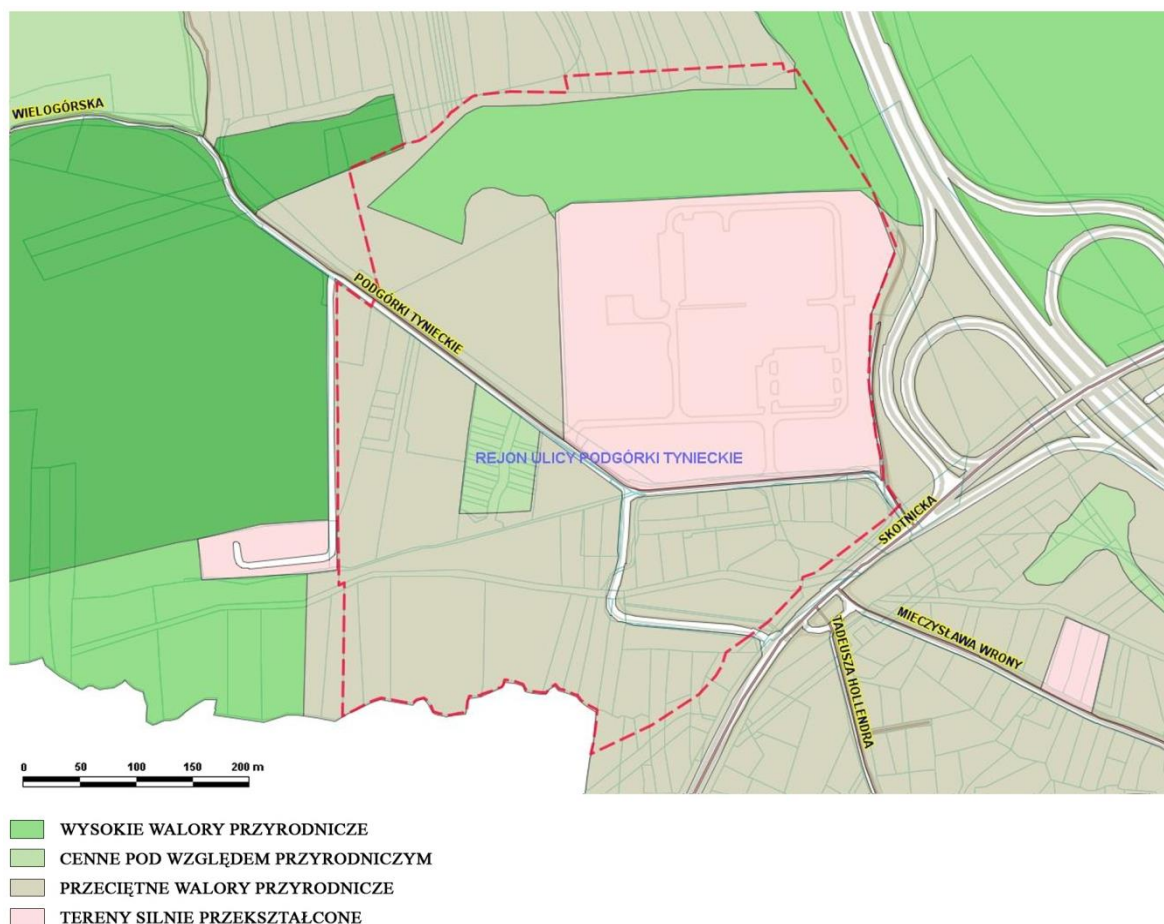 WIELOGÓRSKA
PODGÓRKI TYNIECKIE
REJON ULICY PODGÓRKI TYNIECKIE
SKOTNICKA
MIECZYSŁAWA WRONY
TADEUSZA HOLLENDRA
0 50 100 150 200 m
WYSOKIE WALORY PRZYRODNICZE
CENNE POD WZGLĘDEM PRZYRODNICZYM
PRZECIĘTNE WALORY PRZYRODNICZE
TERENY SILNIE PRZEKSZTAŁCONE